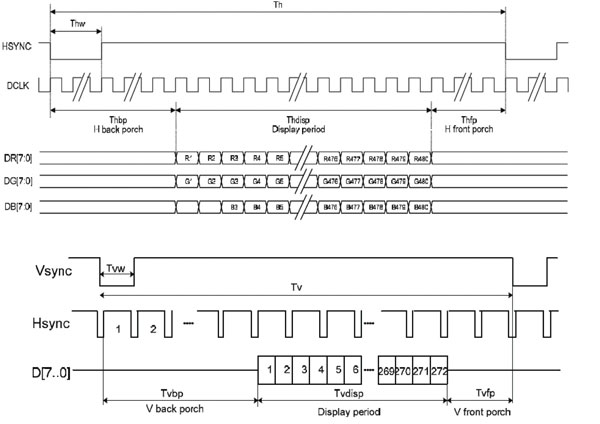 Th
Thw
HSYNC
DCLK
Thbp Thdisp Thfp
H back porch Display period H front porch
DR[7:0] R1 R2 R3 R4 R5 R476 R477 R478 R479 R480
DG[7:0] G1 G2 G3 G4 G5 G476 G477 G478 G479 G480
DB[7:0] B3 B4 B5 B476 B477 B478 B479 B480
Vsync Tvw
Tv
Hsync 1 2
D[7..0] 1 2 3 4 5 6 269 270 271 272
Tvbp Tvdisp Tvfp
V back porch Display period V front porch